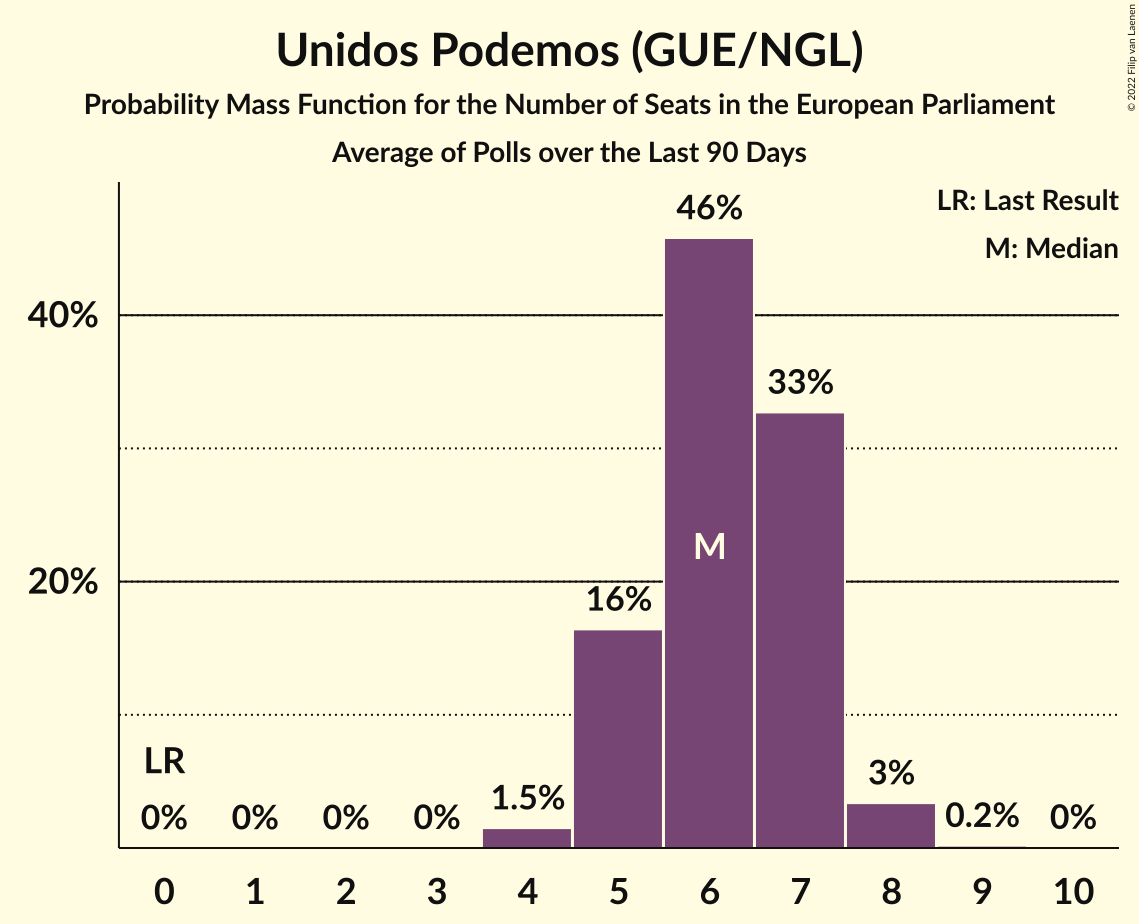 Unidos Podemos (GUE/NGL)
Probability Mass Function for the Number of Seats in the European Parliament
Average of Polls over the Last 90 Days
© 2022 Filip van Laenen
LR: Last Result
M: Median
46%
40%
33%
M
20%
16%
LR
0%
0%
0%
0%
1.5%
3%
0.2%
0%
0 1 2 3 4 5 6 7 8 9 10